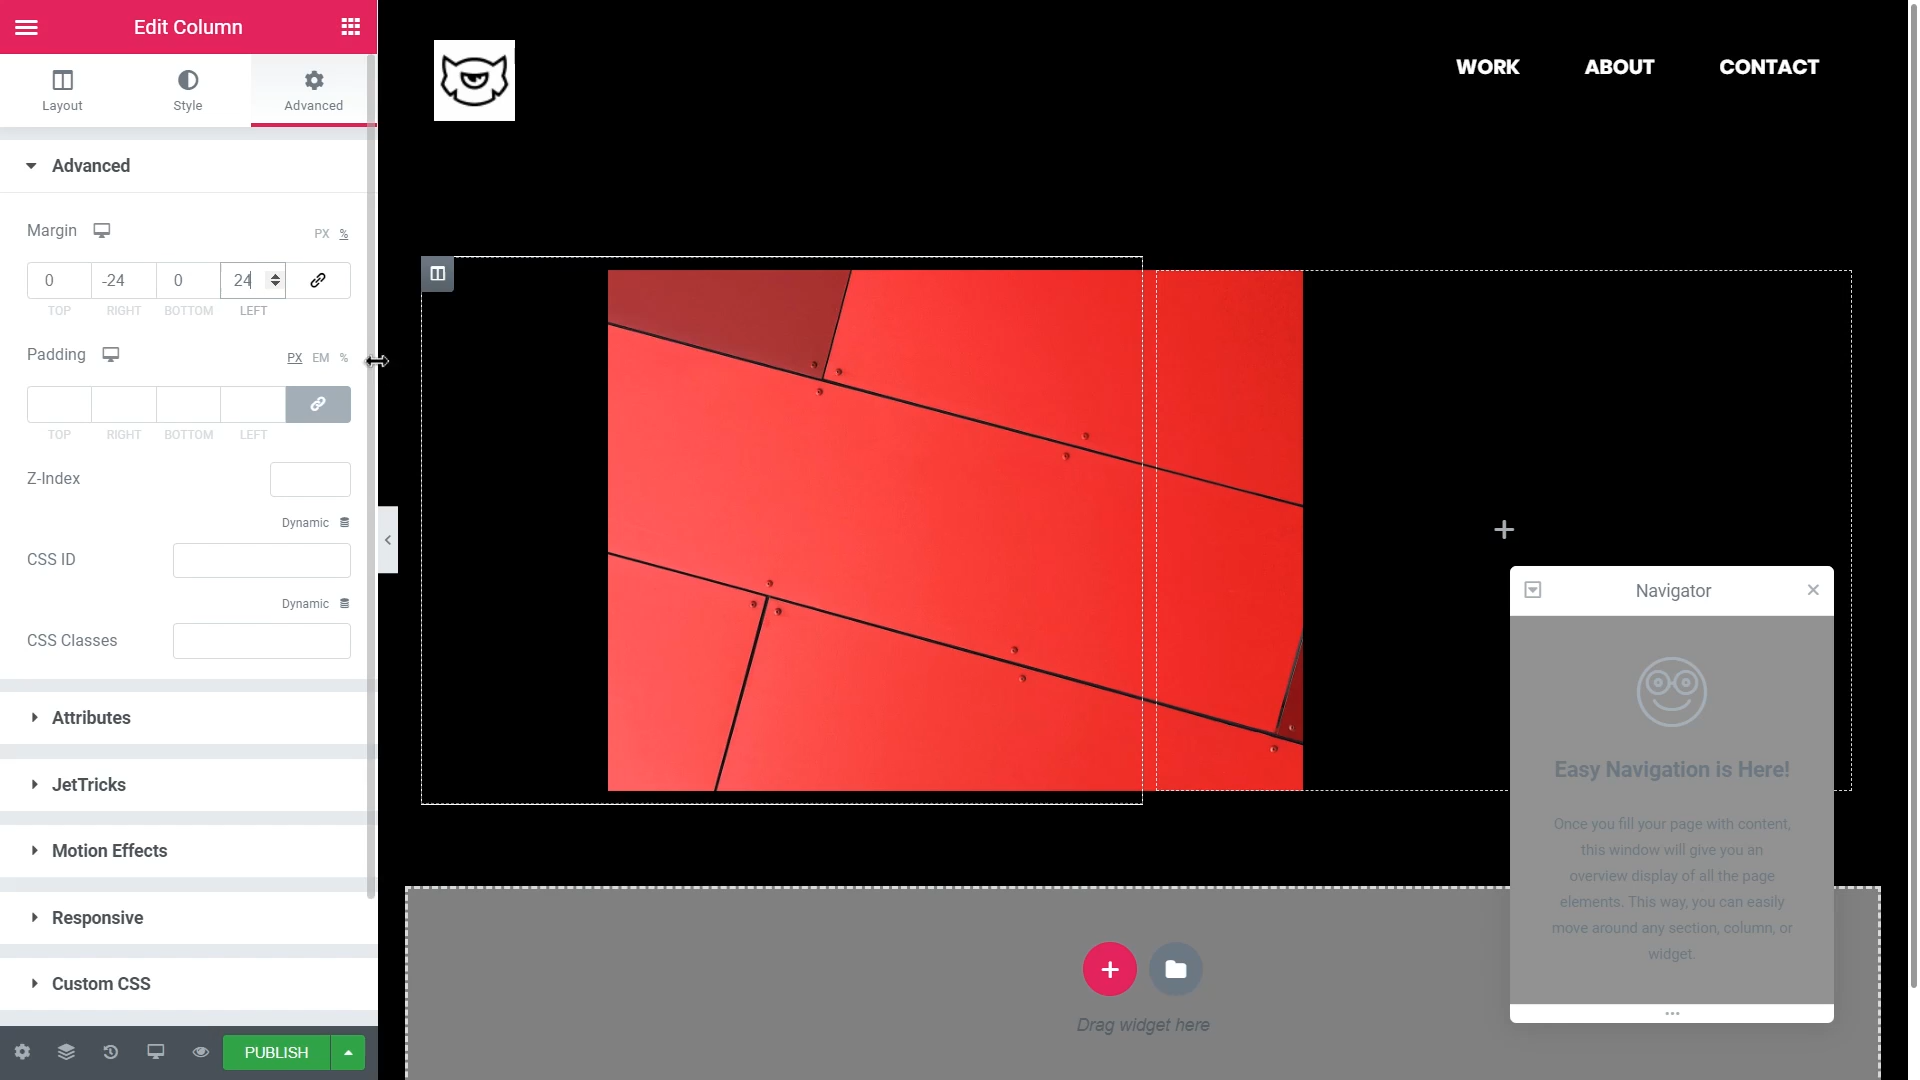 Edit Column
WORK
ABOUT
CONTACT
Layout
Style
Advanced
Advanced
Margin
PX %
0 -24 0 24
TOP RIGHT BOTTOM LEFT
Padding
PX EM %
TOP RIGHT BOTTOM LEFT
Z-Index
Dynamic
CSS ID
Dynamic
CSS Classes
Attributes
JetTricks
Motion Effects
Responsive
Custom CSS
PUBLISH
Drag widget here
Navigator
Easy Navigation is Here!
Once you fill your page with content,
this window will give you an
overview display of all the page
elements. This way, you can easily
move around any section, column, or
widget.